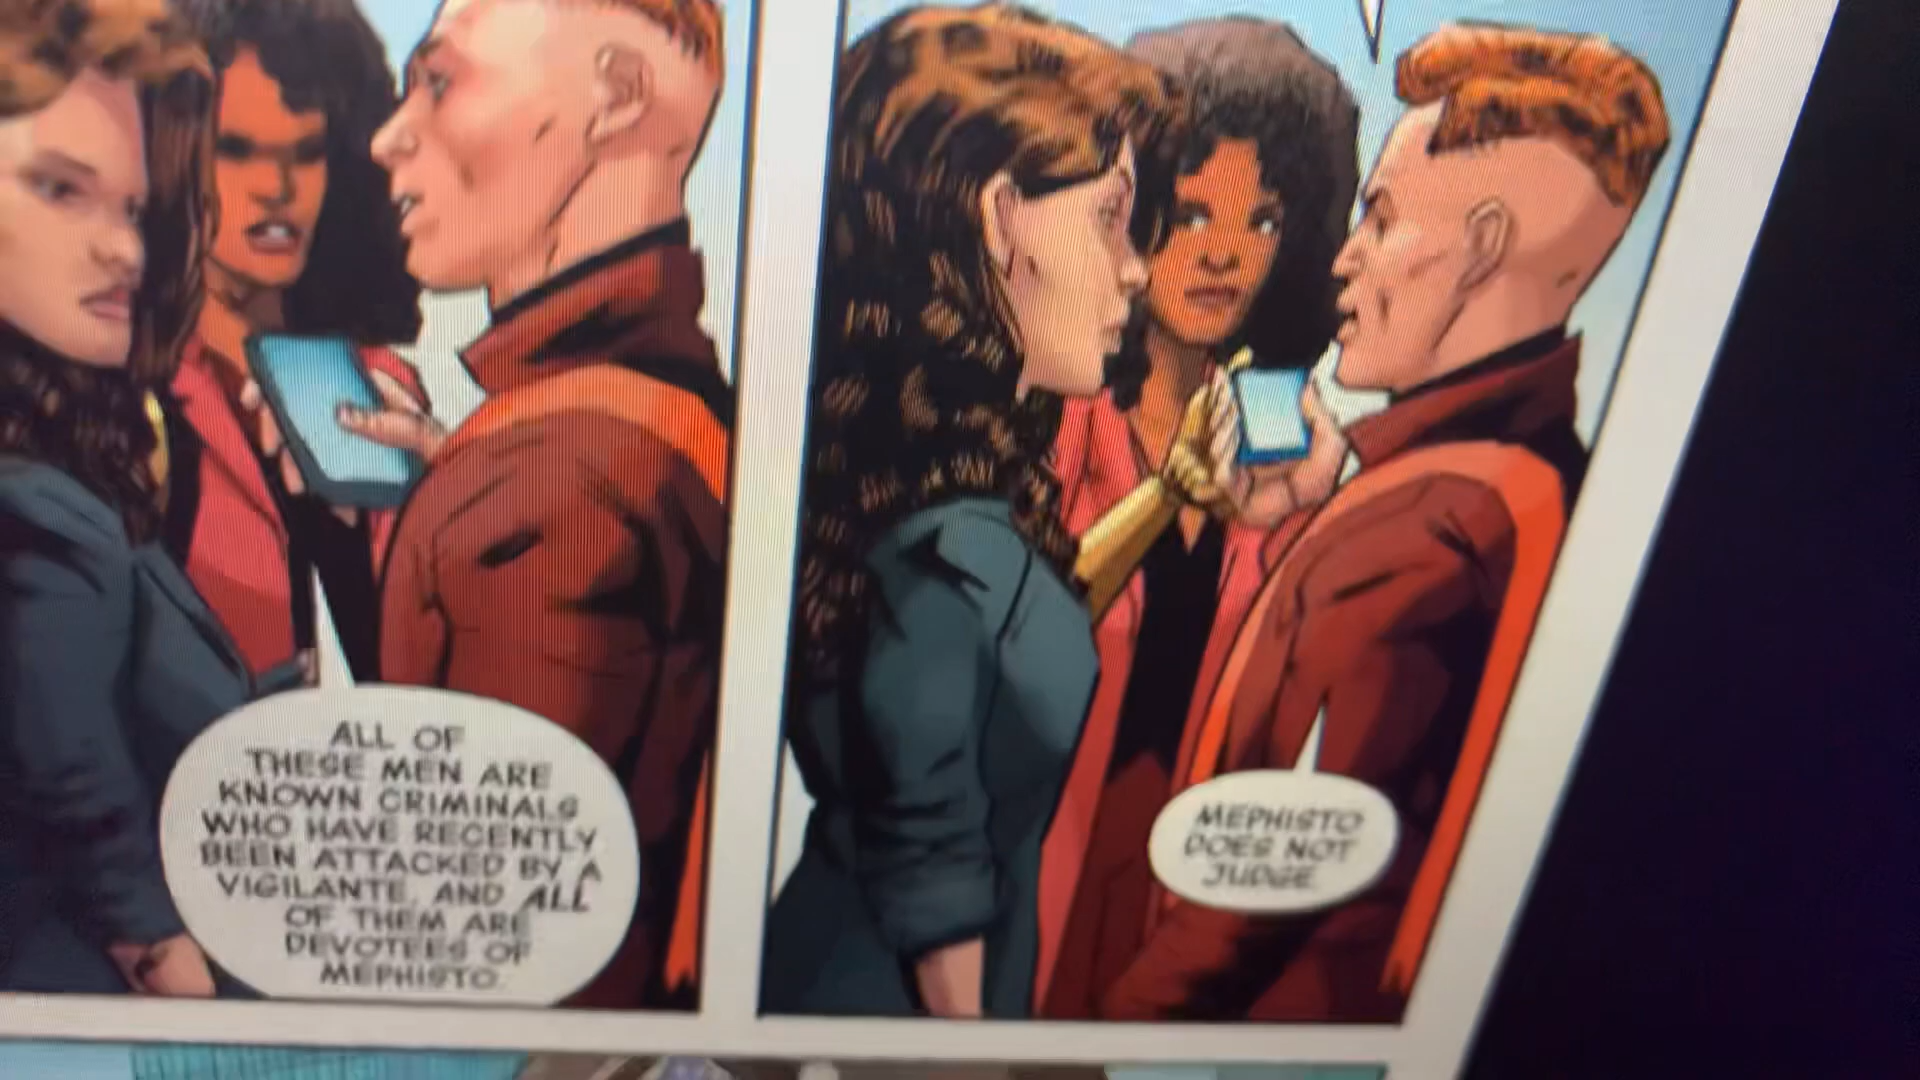 ALL OF
THESE MEN ARE
KNOWN CRIMINALS
WHO HAVE RECENTLY
BEEN ATTACKED BY A
VIGILANTE, AND ALL
OF THEM ARE
DEVOTEES OF
MEPHISTO.
MEPHISTO
DOES NOT
JUDGE.